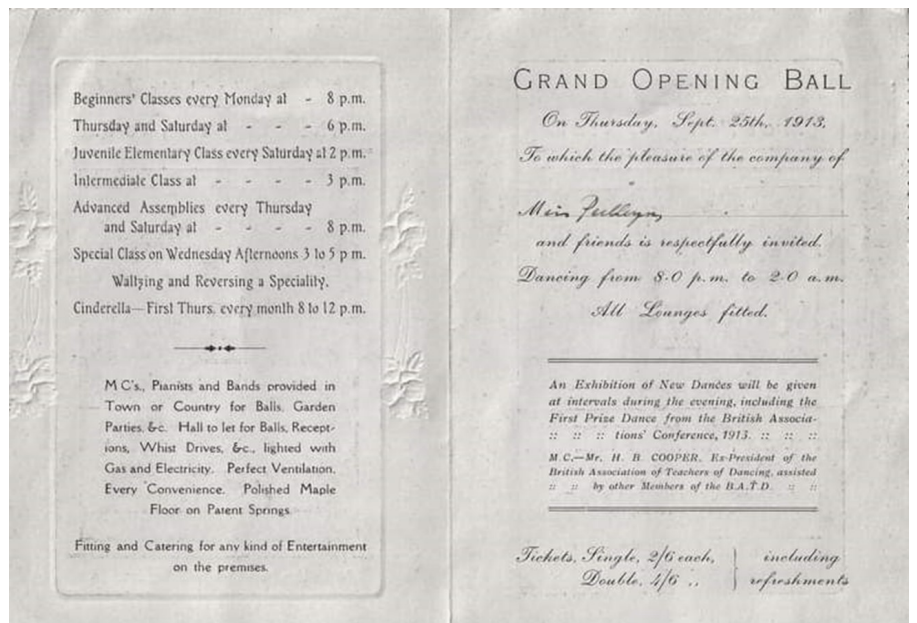 Beginners' Classes every Monday at - 8 p.m.
Thursday and Saturday at - - - 6 p.m.
Juvenile Elementary Class every Saturday at 2 p.m.
Intermediate Class at - - - - 3 p.m.
Advanced Assemblies every Thursday
and Saturday at - - - - 8 p.m.
Special Class on Wednesday Afternoons 3 to 5 p m.
Waltzing and Reversing a Speciality.
Cinderella—First Thurs. every month 8 to 12 p.m.
M C's., Pianists and Bands provided in
Town or Country for Balls, Garden
Parties, &c. Hall to let for Balls, Recept-
ions, Whist Drives, &c., lighted with
Gas and Electricity. Perfect Ventilation.
Every Convenience. Polished Maple
Floor on Patent Springs.
Fitting and Catering for any kind of Entertainment
on the premises.
GRAND OPENING BALL
On Thursday, Sept. 25th, 1913,
To which the pleasure of the company of
Miss
and friends is respectfully invited.
Dancing from 8-0 p.m. to 2-0 a.m.
All Lounges fitted.
An Exhibition of New Dances will be given
at intervals during the evening, including the
First Prize Dance from the British Associa-
:: :: :: tions' Conference, 1913. :: :: ::
M.C.—Mr. H. B. COOPER, Ex-President of the
British Association of Teachers of Dancing, assisted
:: :: by other Members of the B.A.T.D. :: ::
Tickets, Single, 2/6 each, } including
Double, 4/6 ,, } refreshments